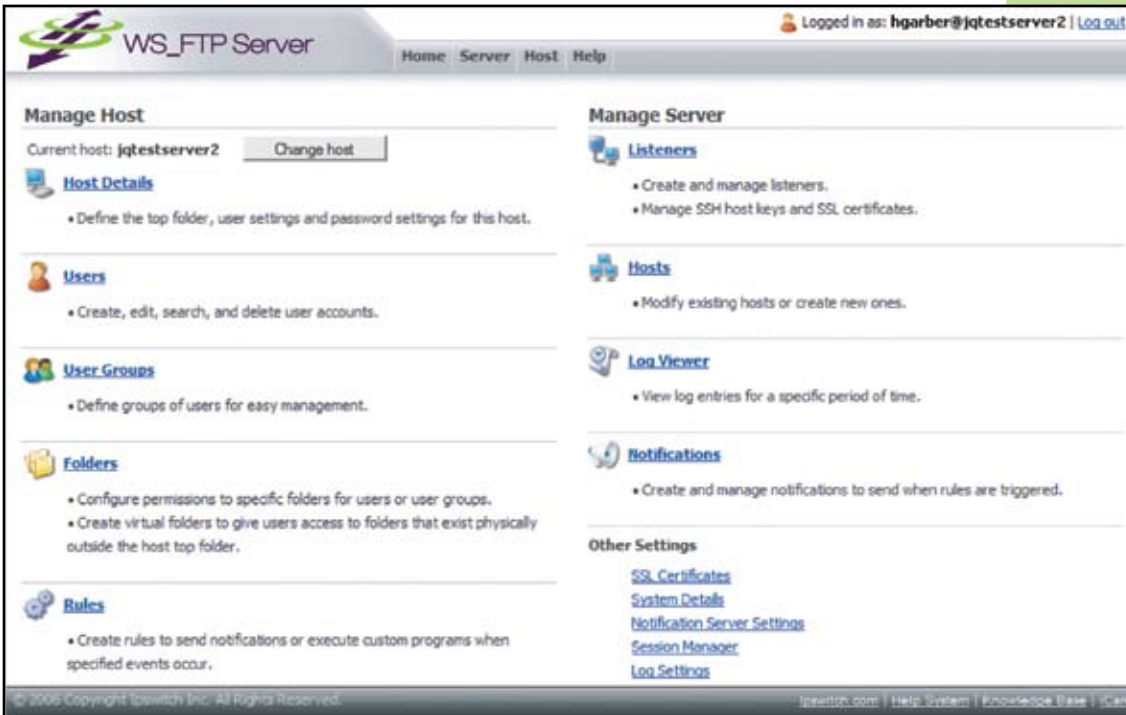 WS_FTP Server
Logged in as: hgarber@jqtestserver2 | Log out
Home Server Host Help
Manage Host
Current host: jqtestserver2 Change host
Host Details
• Define the top folder, user settings and password settings for this host.
Users
• Create, edit, search, and delete user accounts.
User Groups
• Define groups of users for easy management.
Folders
• Configure permissions to specific folders for users or user groups.
• Create virtual folders to give users access to folders that exist physically
outside the host top folder.
Rules
• Create rules to send notifications or execute custom programs when
specified events occur.
Manage Server
Listeners
• Create and manage listeners.
• Manage SSH host keys and SSL certificates.
Hosts
• Modify existing hosts or create new ones.
Log Viewer
• View log entries for a specific period of time.
Notifications
• Create and manage notifications to send when rules are triggered.
Other Settings
SSL Certificates
System Details
Notification Server Settings
Session Manager
Log Settings
© 2006 Copyright Ipswitch Inc. All Rights Reserved.
Ipswitch.com | Help System | Knowledge Base |